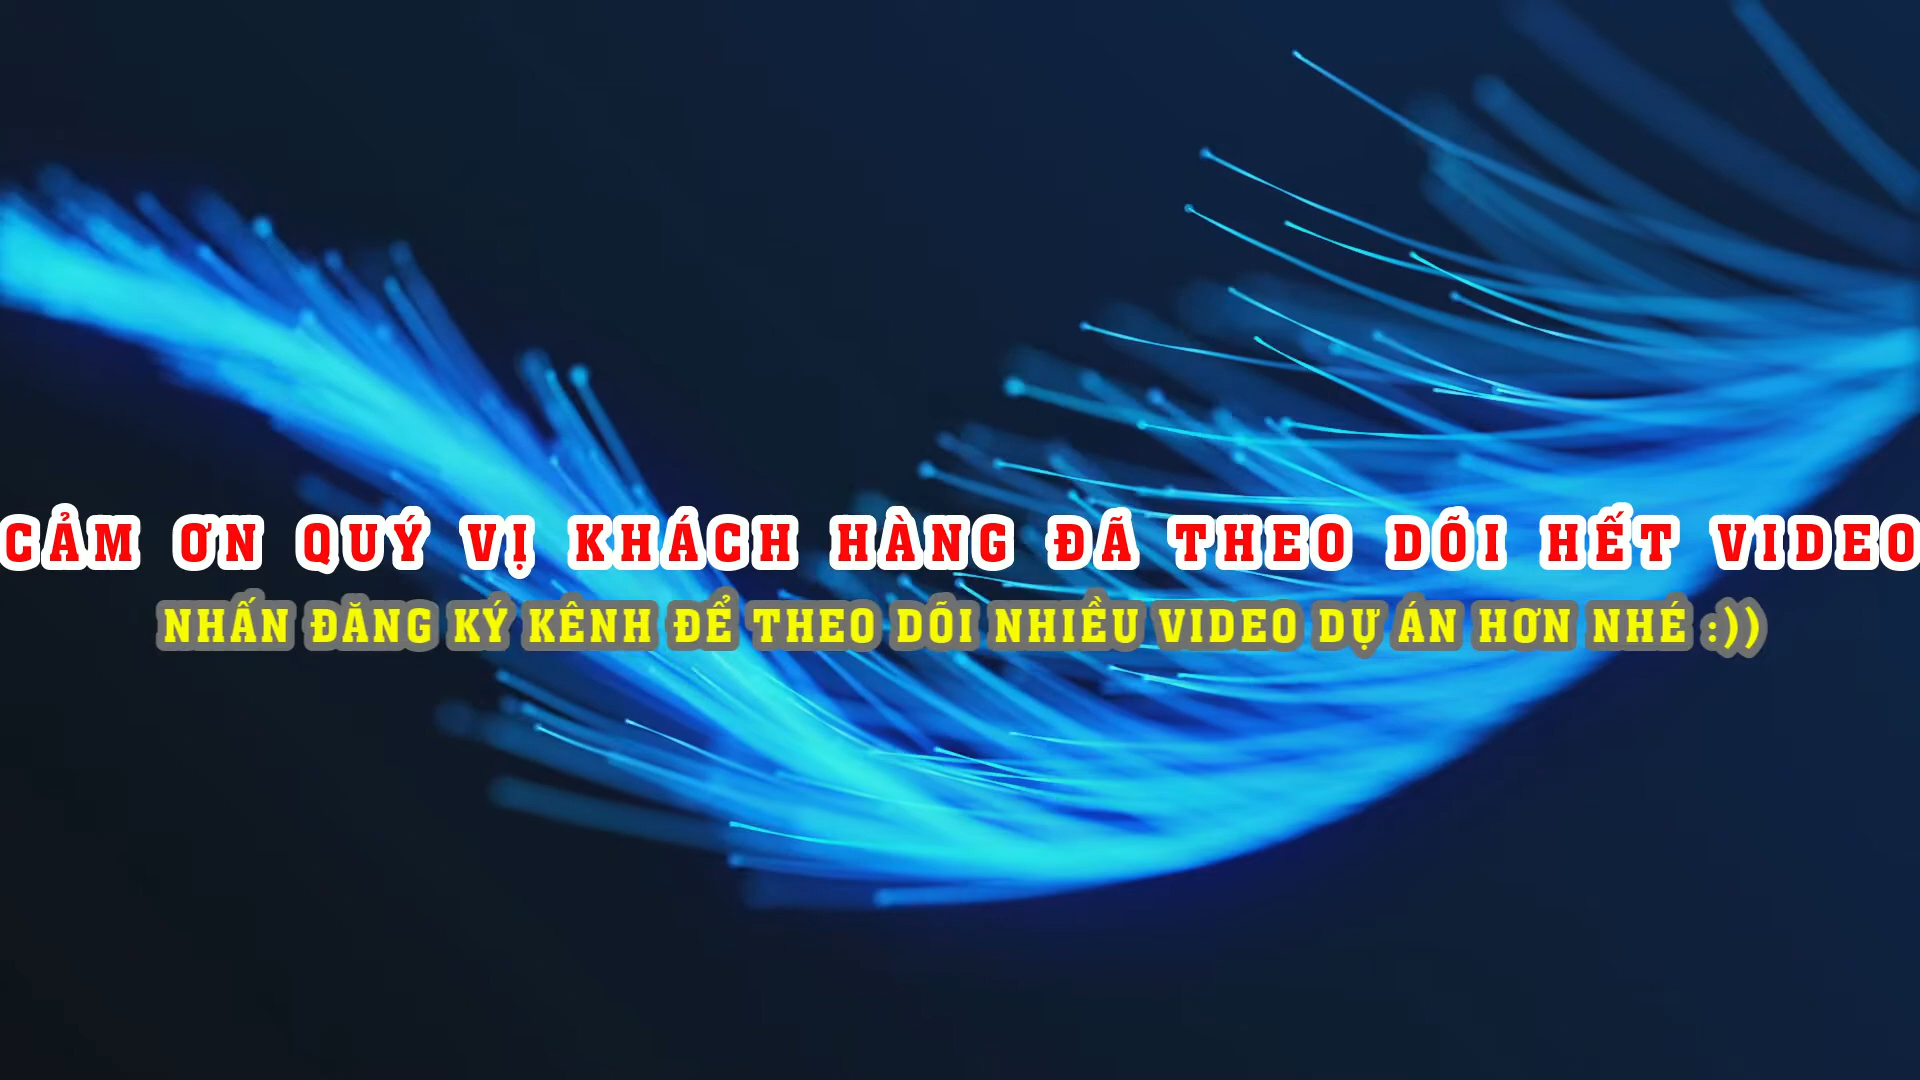 CẢM ƠN QUÝ VỊ KHÁCH HÀNG ĐÃ THEO DÕI HẾT VIDEO
NHẤN ĐĂNG KÝ KÊNH ĐỂ THEO DÕI NHIỀU VIDEO DỰ ÁN HƠN NHÉ :))